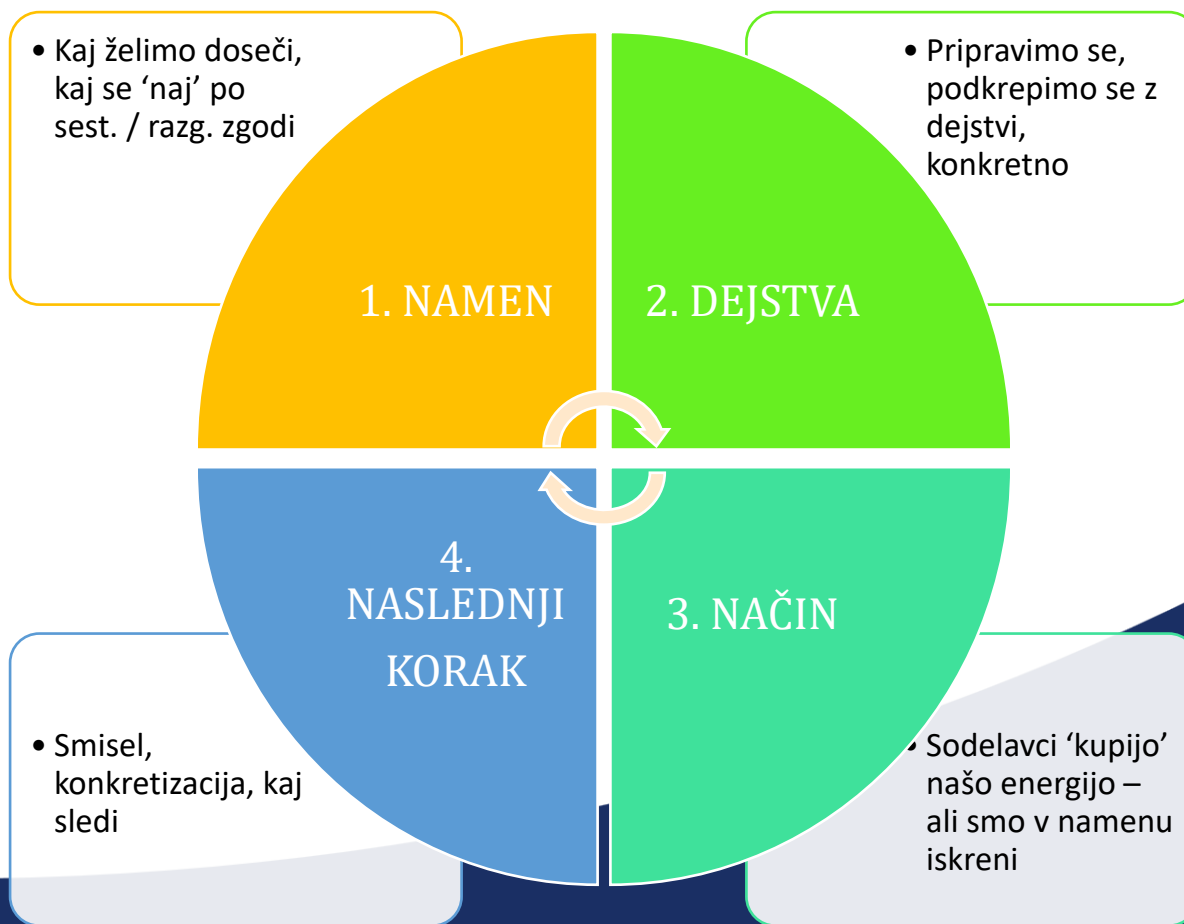 • Kaj želimo doseči,
kaj se ‘naj’ po
sest. / razg. zgodi
• Pripravimo se,
podkrepimo se z
dejstvi,
konkretno
1. NAMEN
2. DEJSTVA
4.
NASLEDNJI
KORAK
3. NAČIN
• Smisel,
konkretizacija, kaj
sledi
• Sodelavci ‘kupijo’
našo energijo –
ali smo v namenu
iskreni